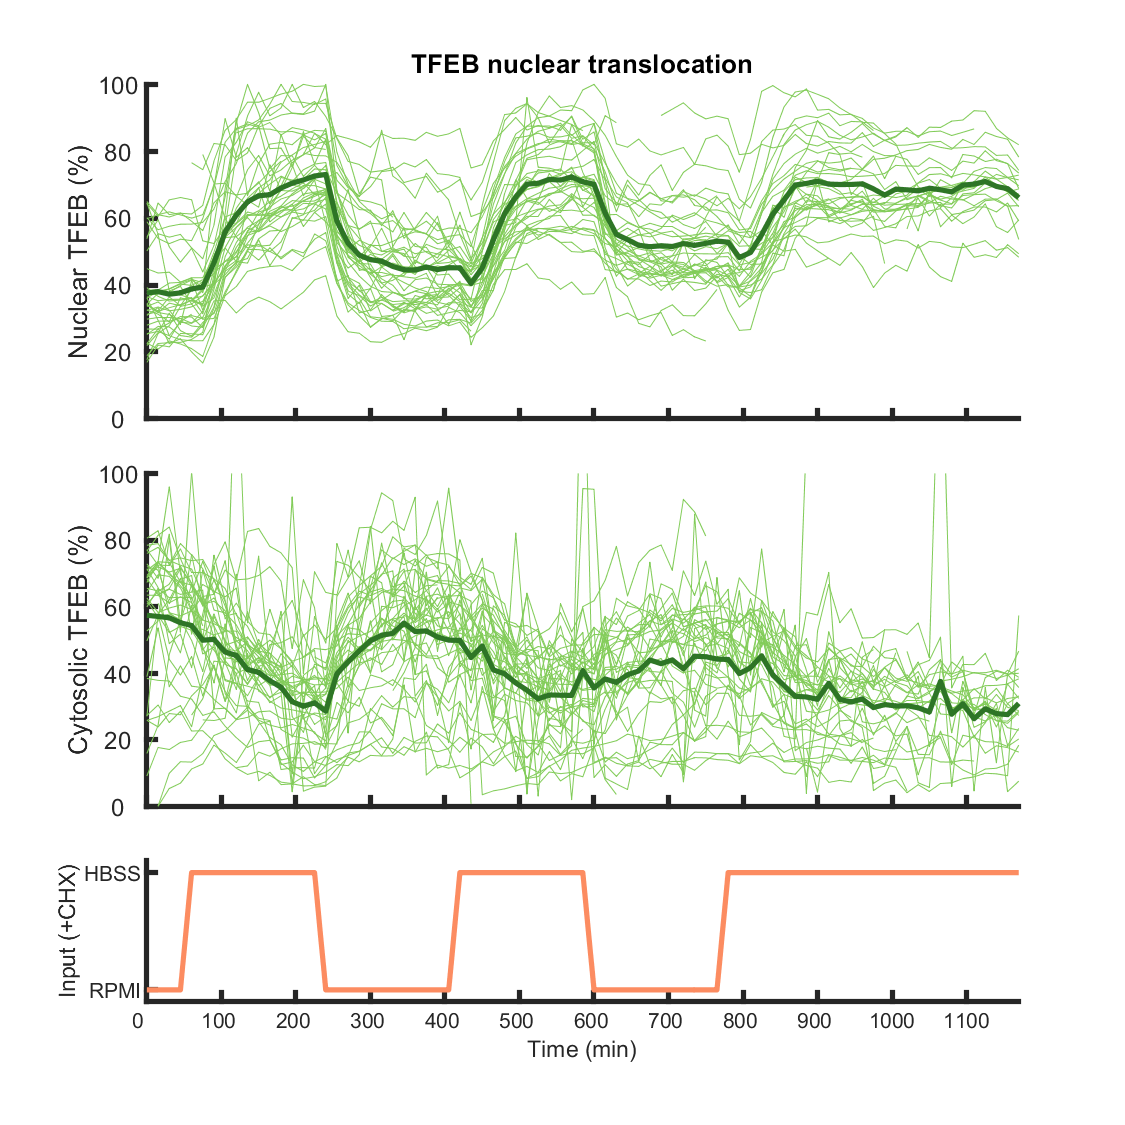 TFEB nuclear translocation
100
80
60
40
20
0
Nuclear TFEB (%)
100
80
60
40
20
0
Cytosolic TFEB (%)
HBSS
RPMI
Input (+CHX)
0 100 200 300 400 500 600 700 800 900 1000 1100
Time (min)